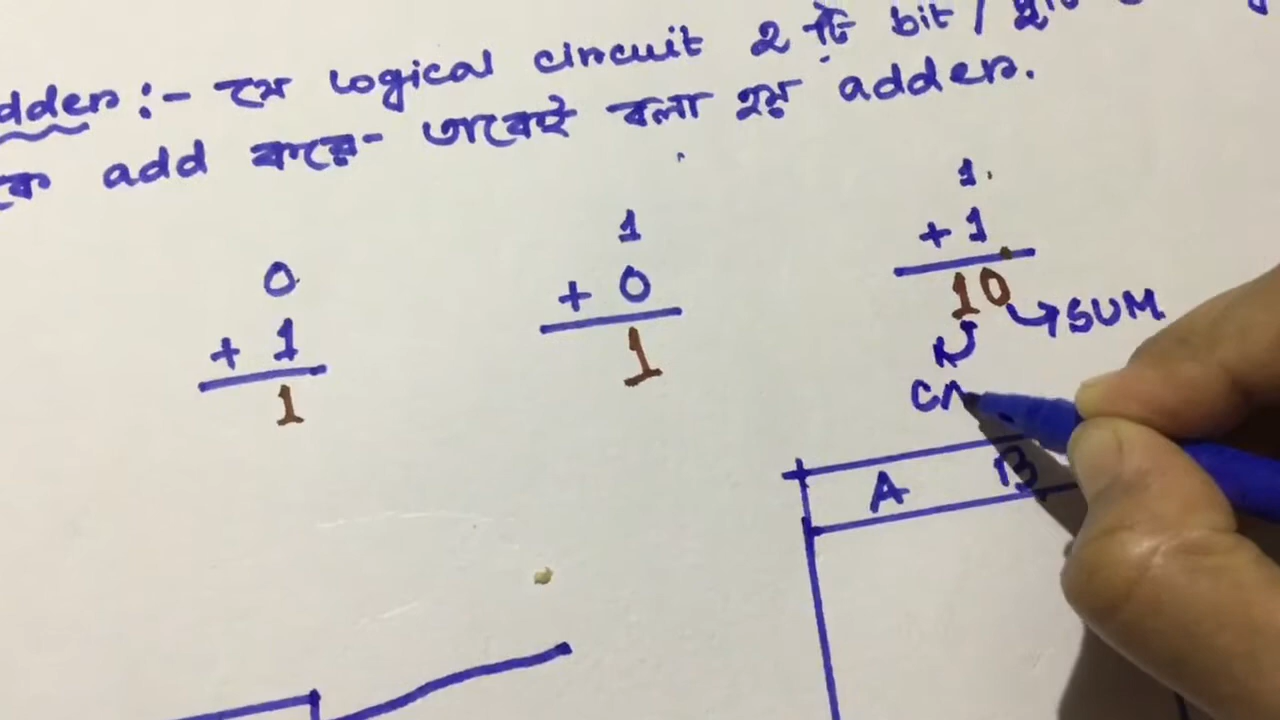 adder :- যে logical circuit 2 টি bit /
কে add করে তাকেই বলা হয় adder.
0
+ 1
1
1
+ 0
1
1
+ 1
10
SUM
A B